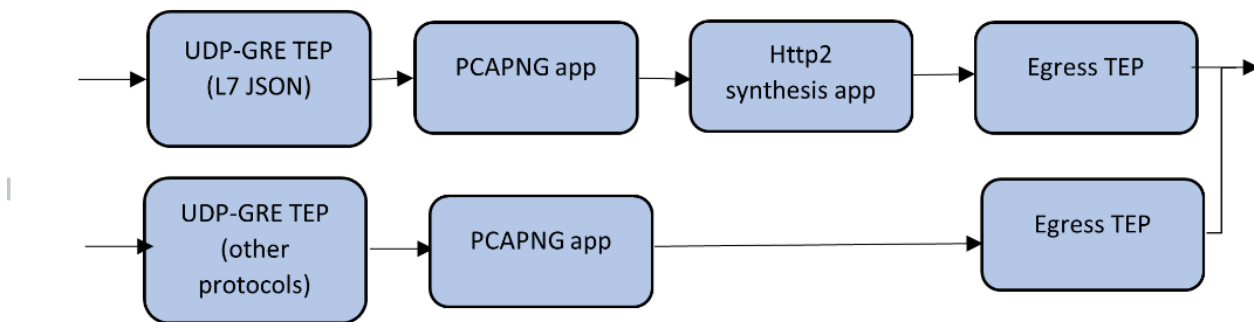 UDP-GRE TEP
(L7 JSON)
PCAPNG app
Http2
synthesis app
Egress TEP
UDP-GRE TEP
(other
protocols)
PCAPNG app
Egress TEP